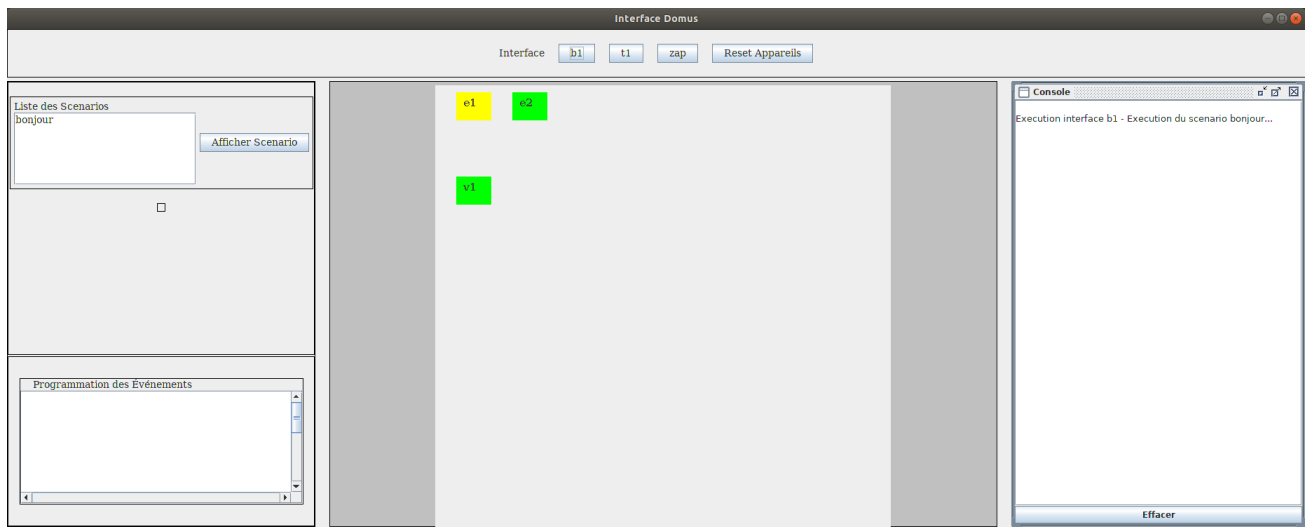 Interface Domus
Interface b1 t1 zap Reset Appareils
Liste des Scenarios
bonjour
Afficher Scenario
Programmation des Événements
e1 e2
v1
Console
Execution interface b1 - Execution du scenario bonjour...
Effacer